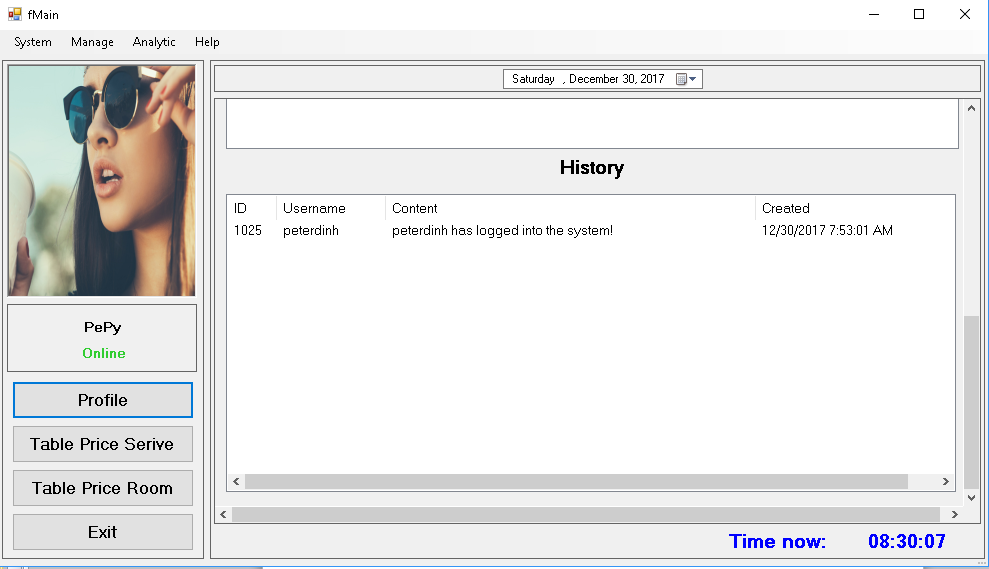 fMain
System Manage Analytic Help
Saturday , December 30, 2017
PePy
Online
Profile
Table Price Serive
Table Price Room
Exit
History
ID Username Content Created
1025 peterdinh peterdinh has logged into the system! 12/30/2017 7:53:01 AM
Time now: 08:30:07